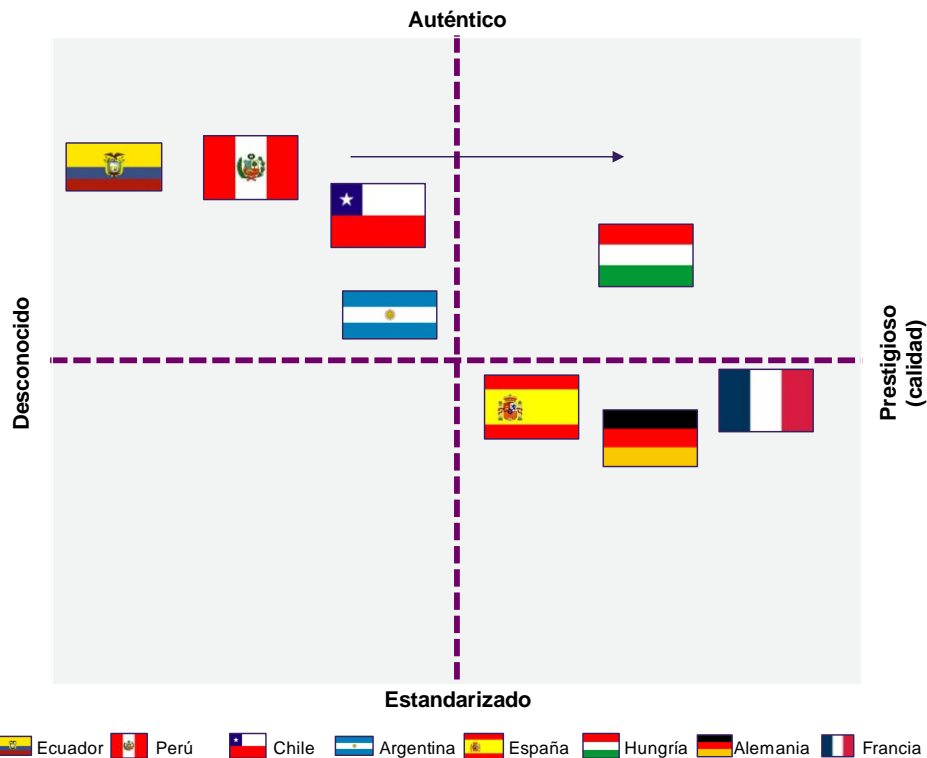 Auténtico
Desconocido
Prestigioso
(calidad)
Estandarizado
Ecuador Perú Chile Argentina España Hungría Alemania Francia